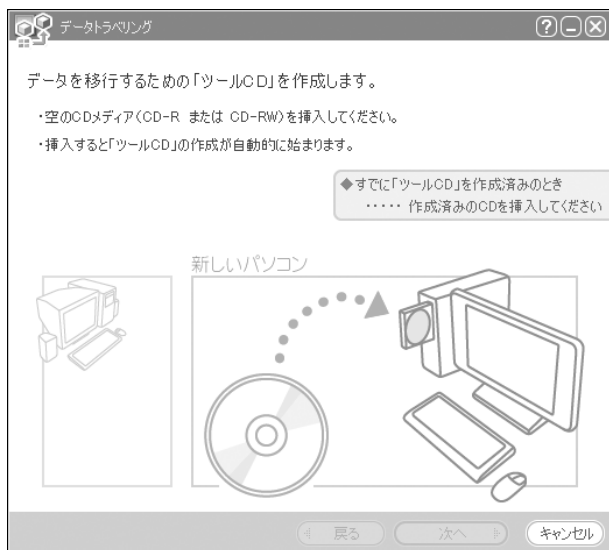 データトラベリング
データを移行するための「ツールCD」を作成します。
・空のCDメディア(CD-R または CD-RW)を挿入してください。
・挿入すると「ツールCD」の作成が自動的に始まります。
◆すでに「ツールCD」を作成済みのとき
····· 作成済みのCDを挿入してください
新しいパソコン
戻る 次へ キャンセル